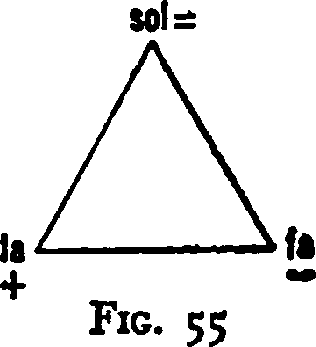 sol =
la fa
+ −
FIG. 55